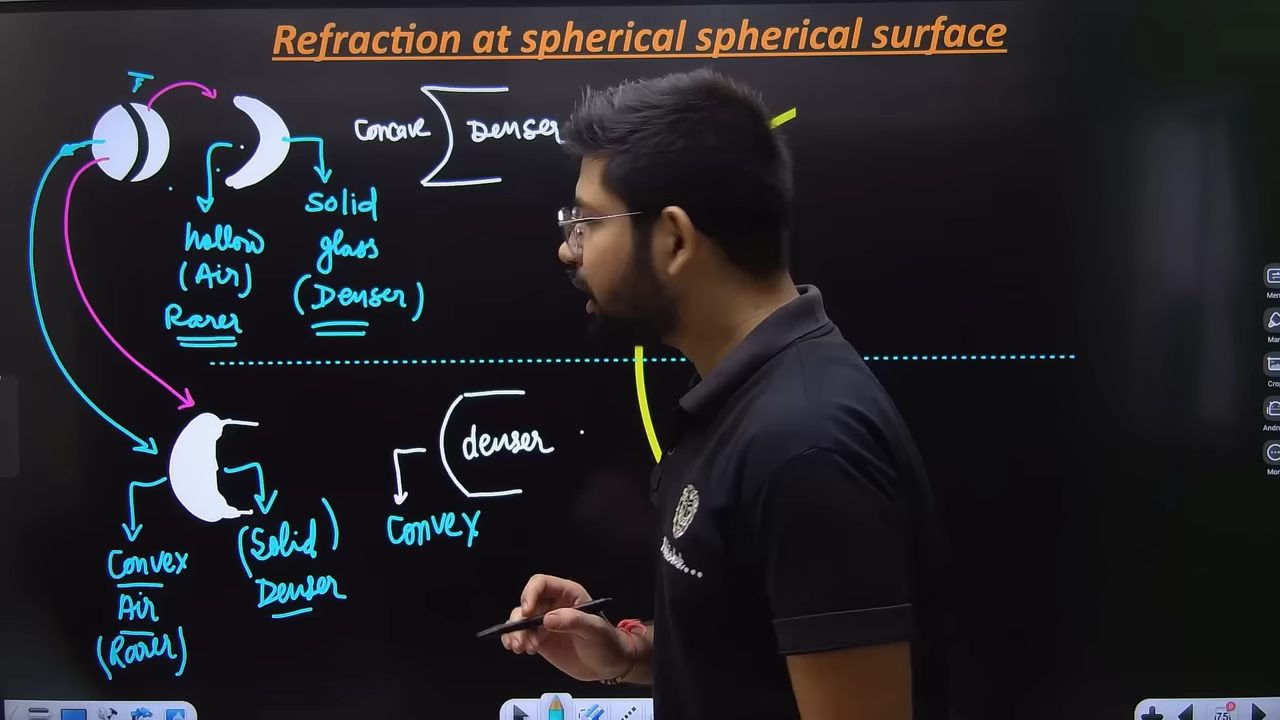 Refraction at spherical spherical surface
Concave
Denser
Solid
glass
(Denser)
hollow
(Air)
Rarer
denser
Convex
(Solid)
Denser
Convex
Air
(Rarer)
75